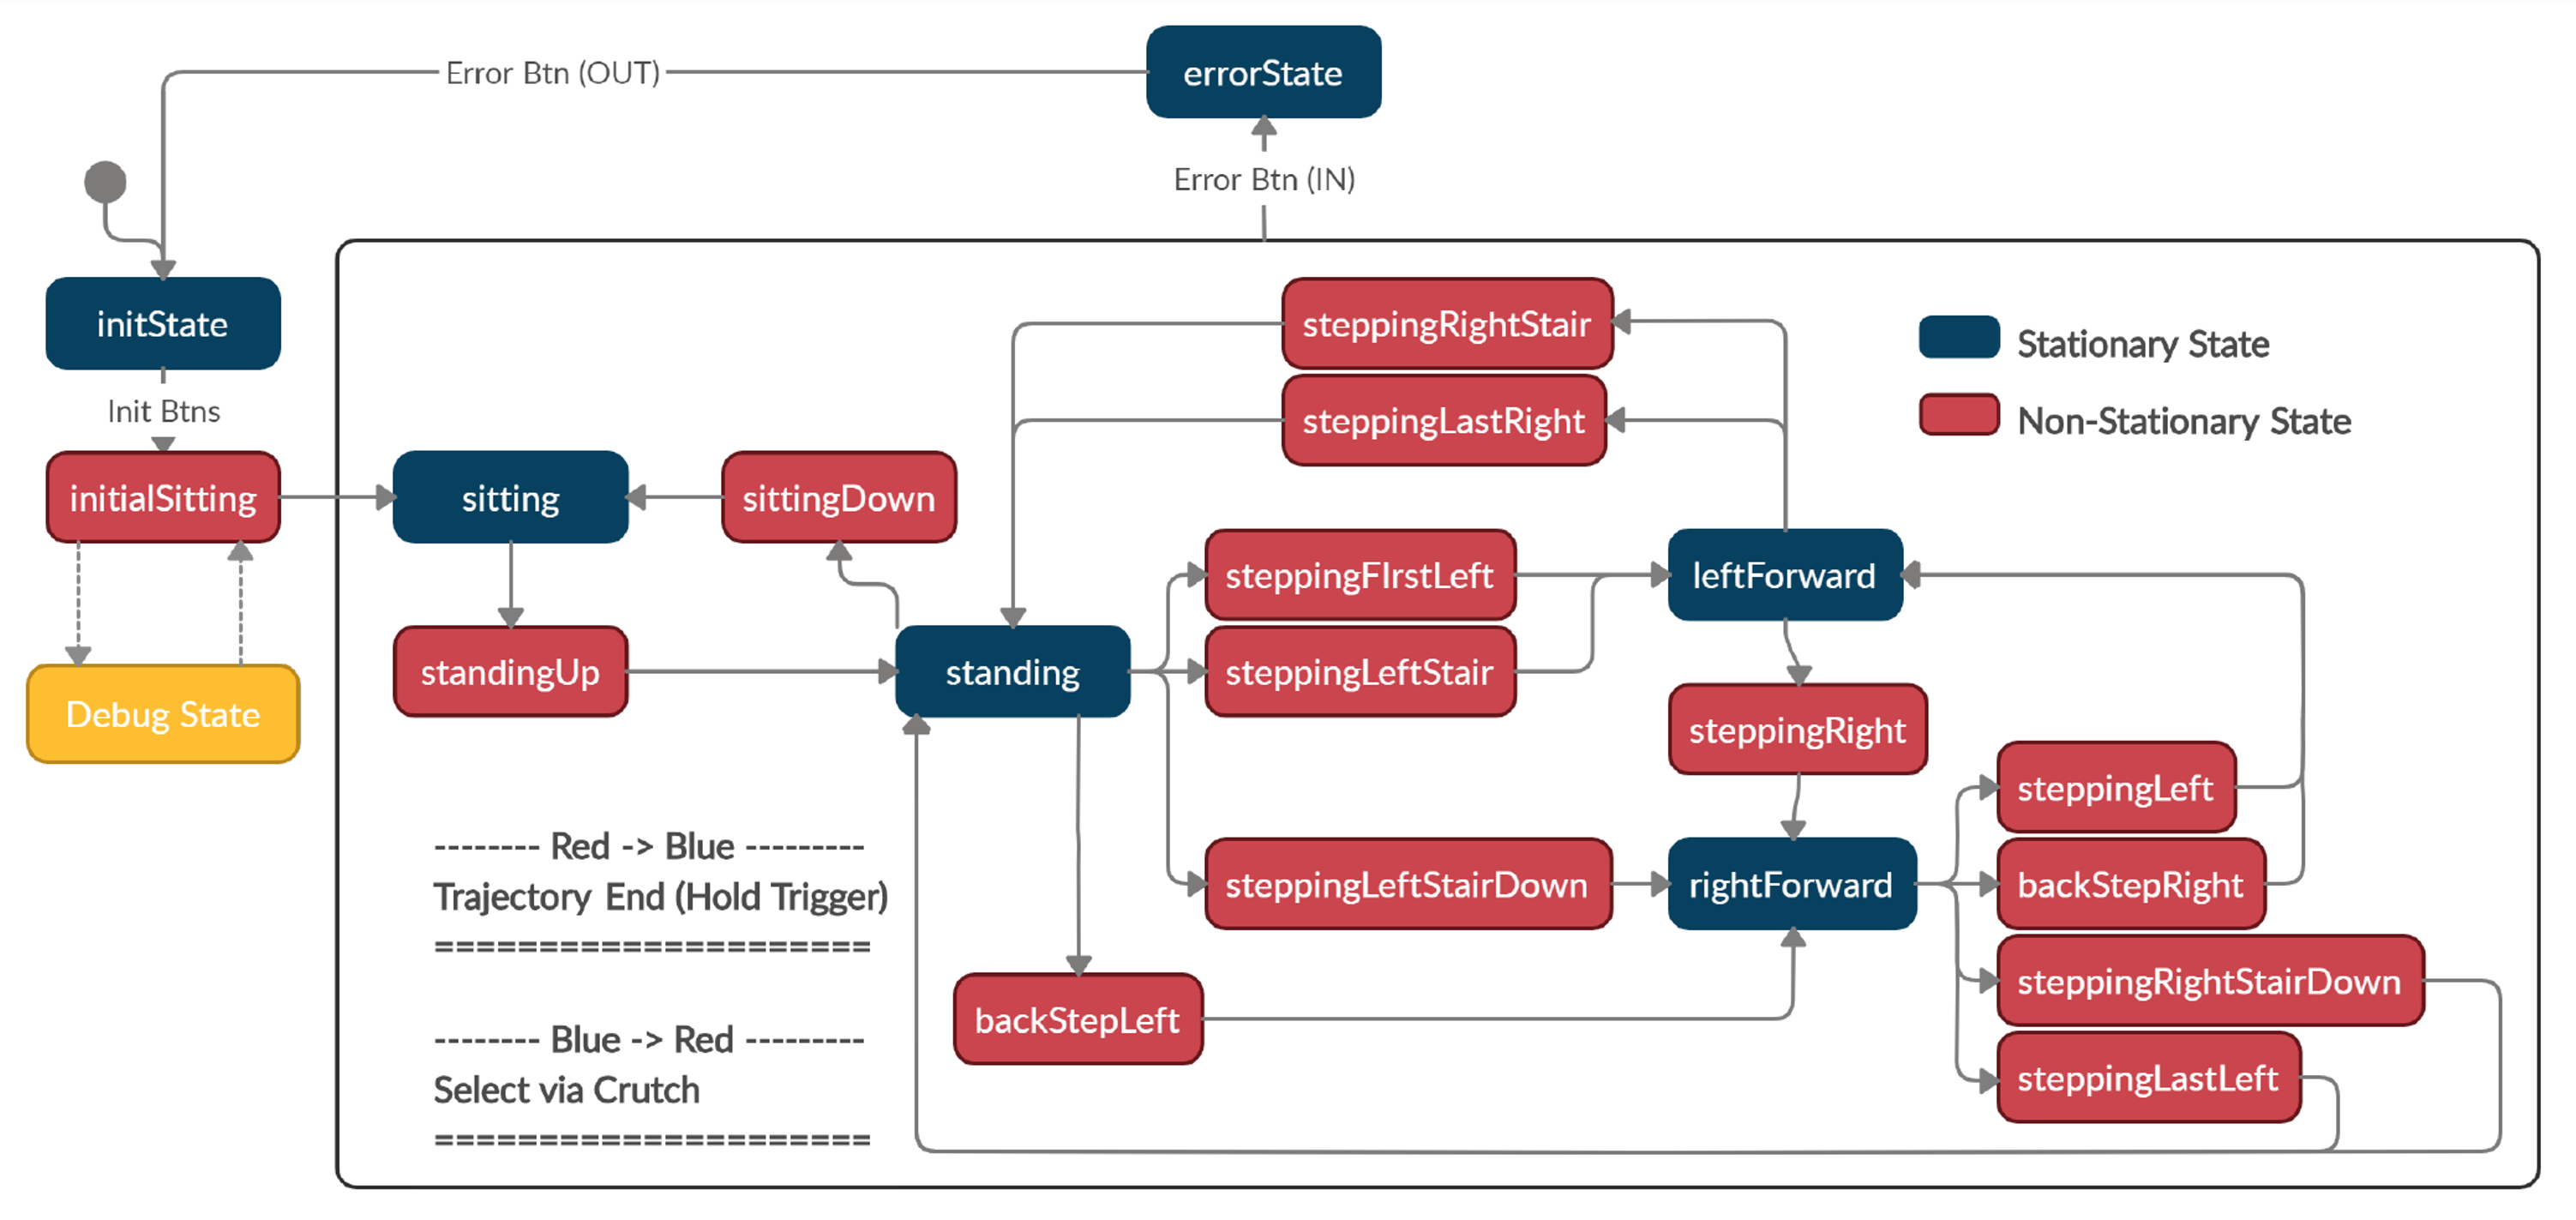 errorState
Error Btn (OUT)
Error Btn (IN)
initState
Init Btns
initialSitting
Debug State
sitting
sittingDown
standingUp
standing
steppingRightStair
steppingLastRight
steppingFIrstLeft
steppingLeftStair
steppingLeftStairDown
backStepLeft
leftForward
steppingRight
rightForward
steppingLeft
backStepRight
steppingRightStairDown
steppingLastLeft
Stationary State
Non-Stationary State
-------- Red -> Blue ---------
Trajectory End (Hold Trigger)
=====================
-------- Blue -> Red ---------
Select via Crutch
=====================